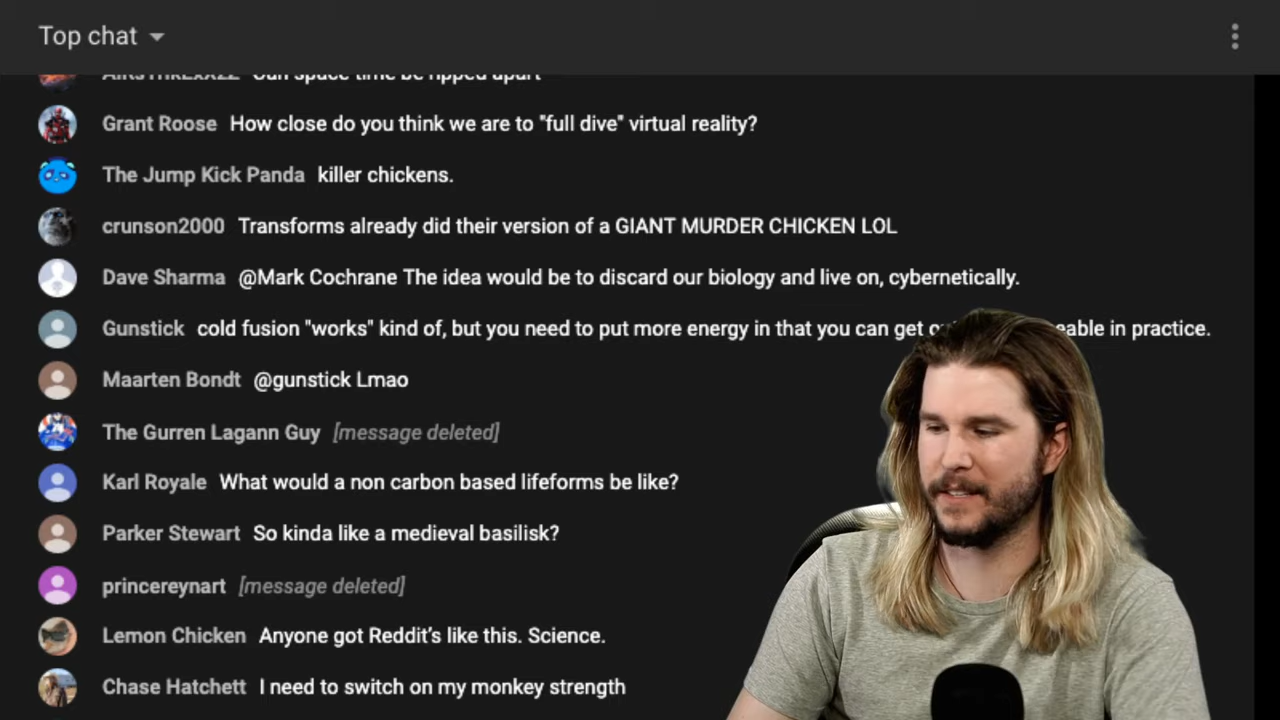 Top chat
Can space time be ripped apart
Grant Roose How close do you think we are to "full dive" virtual reality?
The Jump Kick Panda killer chickens.
crunson2000 Transforms already did their version of a GIANT MURDER CHICKEN LOL
Dave Sharma @Mark Cochrane The idea would be to discard our biology and live on, cybernetically.
Gunstick cold fusion "works" kind of, but you need to put more energy in that you can get in practice.
Maarten Bondt @gunstick Lmao
The Gurren Lagann Guy [message deleted]
Karl Royale What would a non carbon based lifeforms be like?
Parker Stewart So kinda like a medieval basilisk?
princereynart [message deleted]
Lemon Chicken Anyone got Reddit's like this. Science.
Chase Hatchett I need to switch on my monkey strength